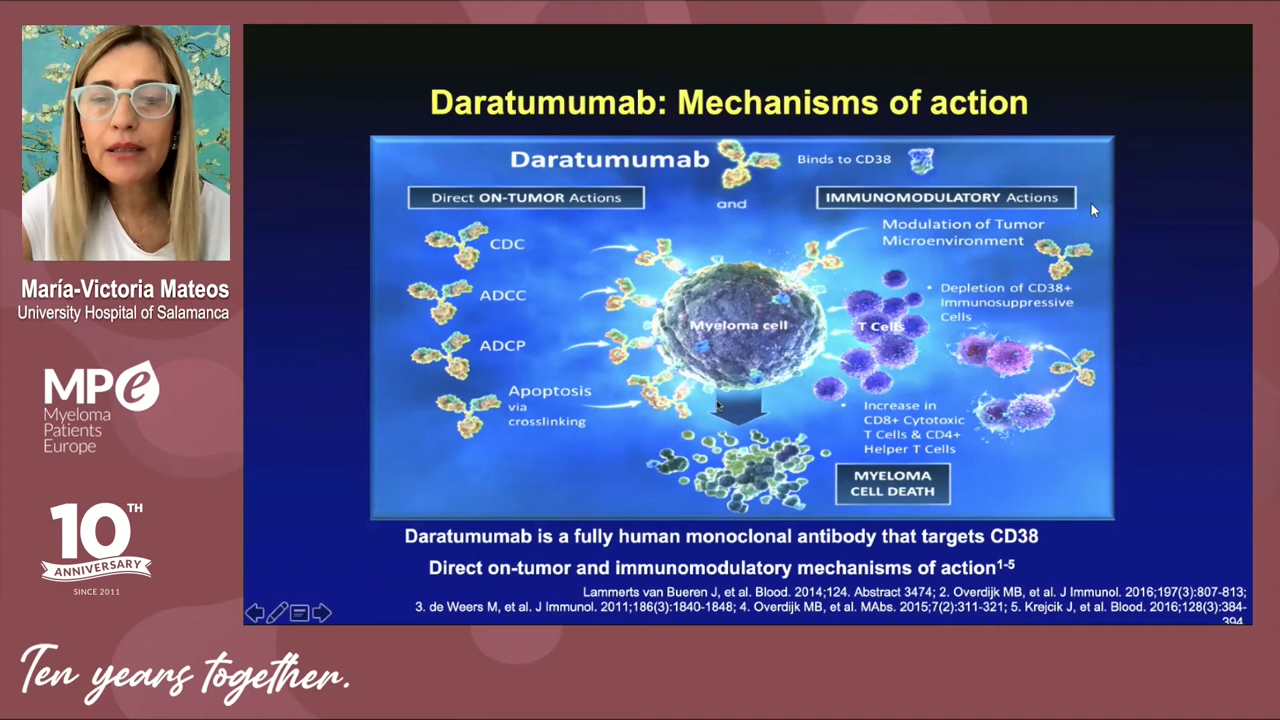 María-Victoria Mateos
University Hospital of Salamanca
MPe
Myeloma
Patients
Europe
10TH
ANNIVERSARY
SINCE 2011
Ten years together.
Daratumumab: Mechanisms of action
Daratumumab
Binds to CD38
Direct ON-TUMOR Actions
and
IMMUNOMODULATORY Actions
CDC
ADCC
ADCP
Apoptosis
via
crosslinking
Myeloma cell
T Cells
Modulation of Tumor
Microenvironment
• Depletion of CD38+
Immunosuppressive
Cells
• Increase in
CD8+ Cytotoxic
T Cells & CD4+
Helper T Cells
MYELOMA
CELL DEATH
Daratumumab is a fully human monoclonal antibody that targets CD38
Direct on-tumor and immunomodulatory mechanisms of action1-5
Lammerts van Bueren J, et al. Blood. 2014;124. Abstract 3474; 2. Overdijk MB, et al. J Immunol. 2016;197(3):807-813;
3. de Weers M, et al. J Immunol. 2011;186(3):1840-1848; 4. Overdijk MB, et al. MAbs. 2015;7(2):311-321; 5. Krejcik J, et al. Blood. 2016;128(3):384-
394.